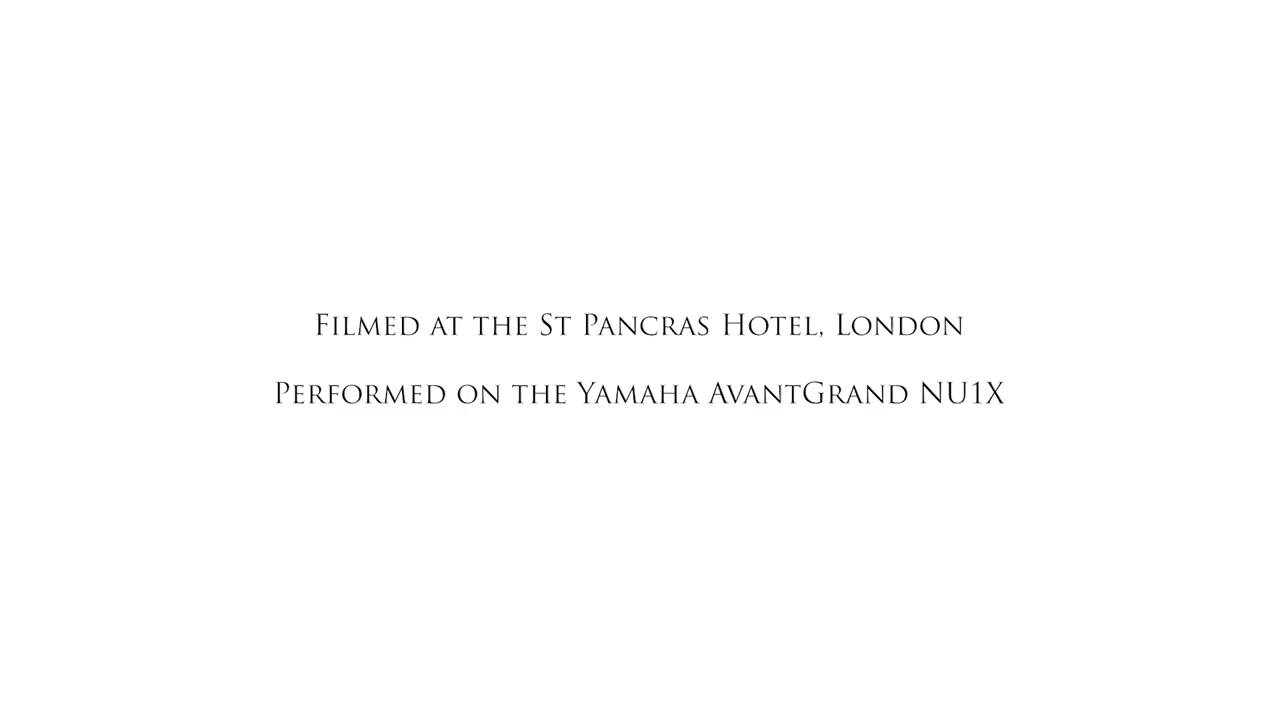 Filmed at the St Pancras Hotel, London
Performed on the Yamaha AvantGrand NU1X